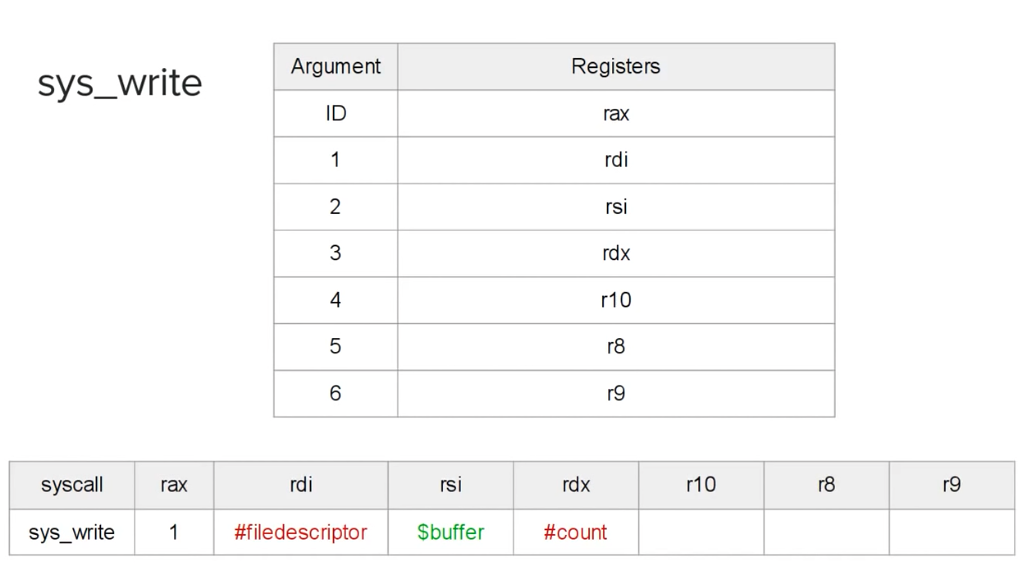 sys_write
Argument Registers
ID rax
1 rdi
2 rsi
3 rdx
4 r10
5 r8
6 r9
syscall rax rdi rsi rdx r10 r8 r9
sys_write 1 #filedescriptor $buffer #count